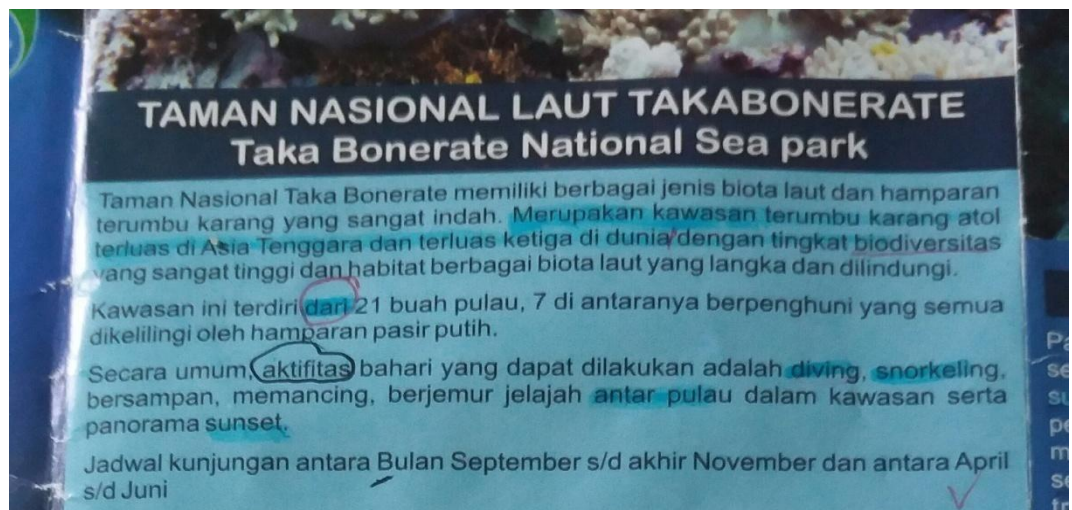 TAMAN NASIONAL LAUT TAKABONERATE
Taka Bonerate National Sea park
Taman Nasional Taka Bonerate memiliki berbagai jenis biota laut dan hamparan
terumbu karang yang sangat indah. Merupakan kawasan terumbu karang atol
terluas di Asia Tenggara dan terluas ketiga di dunia dengan tingkat biodiversitas
yang sangat tinggi dan habitat berbagai biota laut yang langka dan dilindungi.
Kawasan ini terdiri dari 21 buah pulau, 7 di antaranya berpenghuni yang semua
dikelilingi oleh hamparan pasir putih.
Secara umum, aktifitas bahari yang dapat dilakukan adalah diving, snorkeling,
bersampan, memancing, berjemur jelajah antar pulau dalam kawasan serta
panorama sunset.
Jadwal kunjungan antara Bulan September s/d akhir November dan antara April
s/d Juni